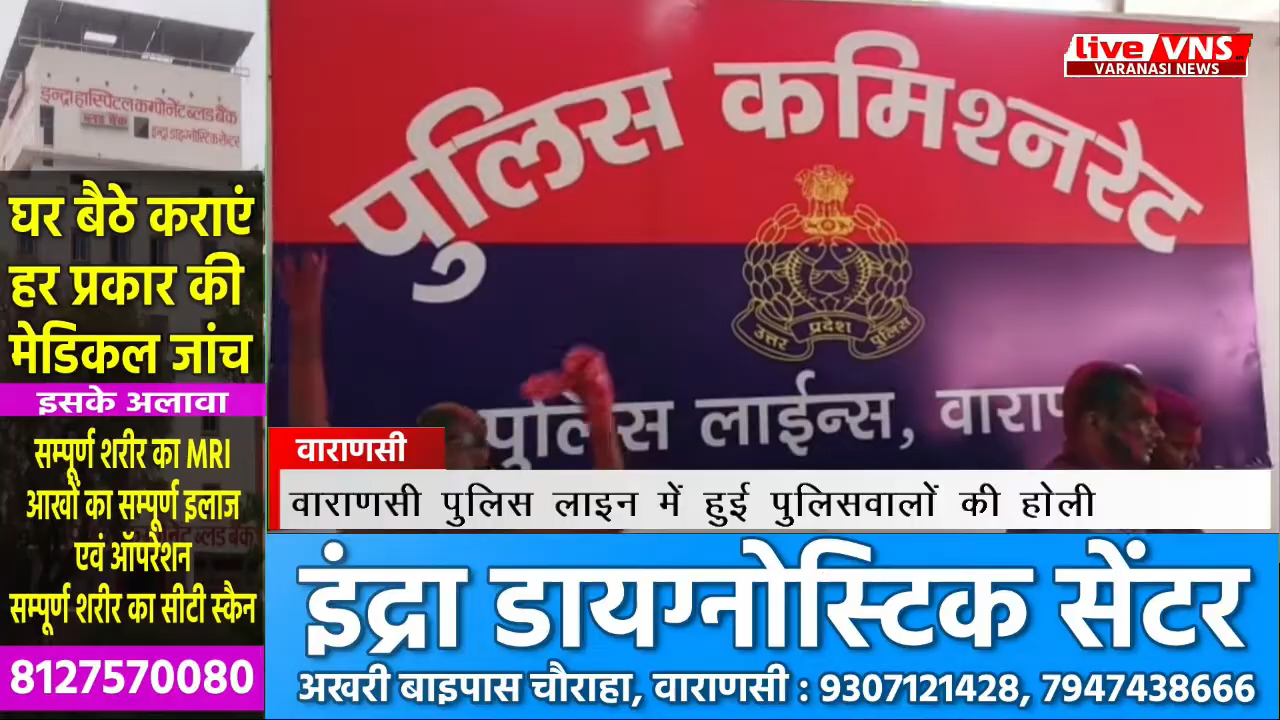 live VNS
VARANASI NEWS
इन्द्रा हास्पिटल कम्पोनेंट ब्लड बैंक
ब्लड बैंक
इन्द्रा डाइग्नोस्टिक सेंटर
घर बैठे कराएं
हर प्रकार की
मेडिकल जांच
इसके अलावा
सम्पूर्ण शरीर का MRI
आखों का सम्पूर्ण इलाज
एवं ऑपरेशन
सम्पूर्ण शरीर का सीटी स्कैन
8127570080
पुलिस कमिश्नरेट
उत्तर प्रदेश पुलिस
पुलिस लाईन्स,
वाराणसी
वाराणसी पुलिस लाइन में हुई पुलिसवालों की होली
इंद्रा डायग्नोस्टिक सेंटर
अखरी बाइपास चौराहा, वाराणसी : 9307121428, 7947438666